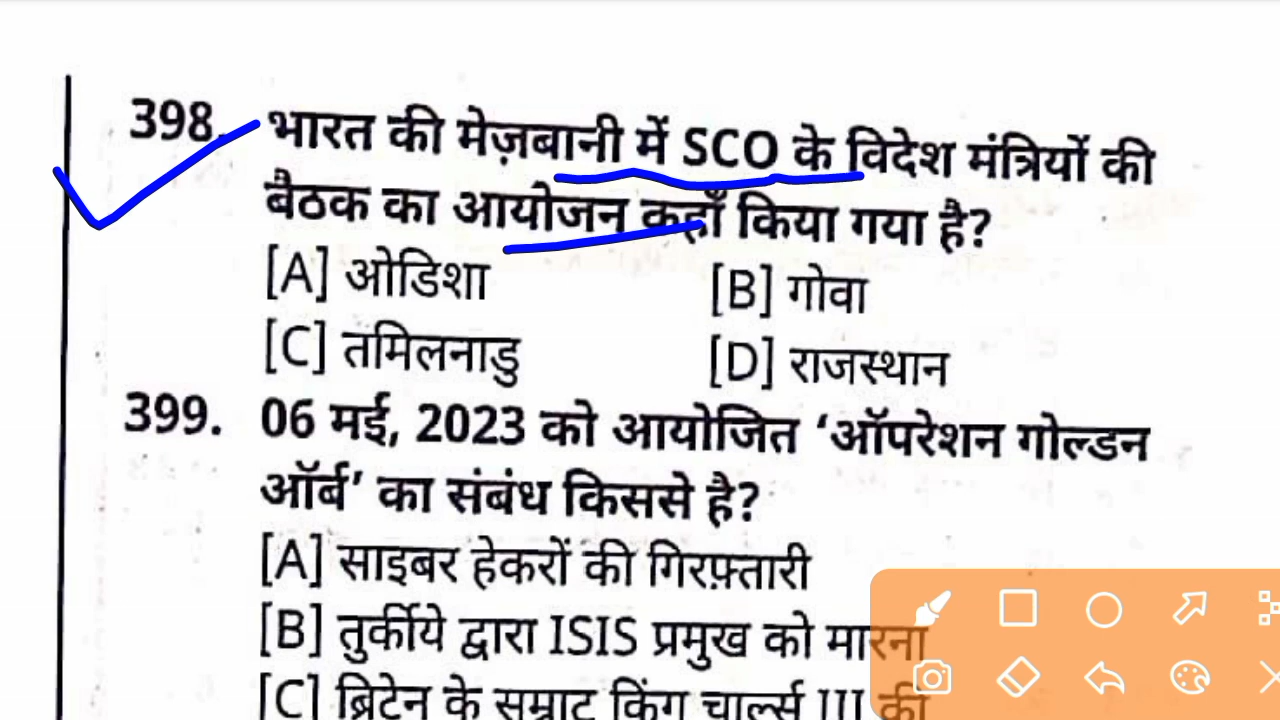 398. भारत की मेज़बानी में SCO के विदेश मंत्रियों की
बैठक का आयोजन कहाँ किया गया है?
[A] ओडिशा [B] गोवा
[C] तमिलनाडु [D] राजस्थान
399. 06 मई, 2023 को आयोजित ‘ऑपरेशन गोल्डन
ऑर्ब’ का संबंध किससे है?
[A] साइबर हेकरों की गिरफ़्तारी
[B] तुर्कीये द्वारा ISIS प्रमुख को मारना
[C] ब्रिटेन के सम्राट किंग चार्ल्स III की